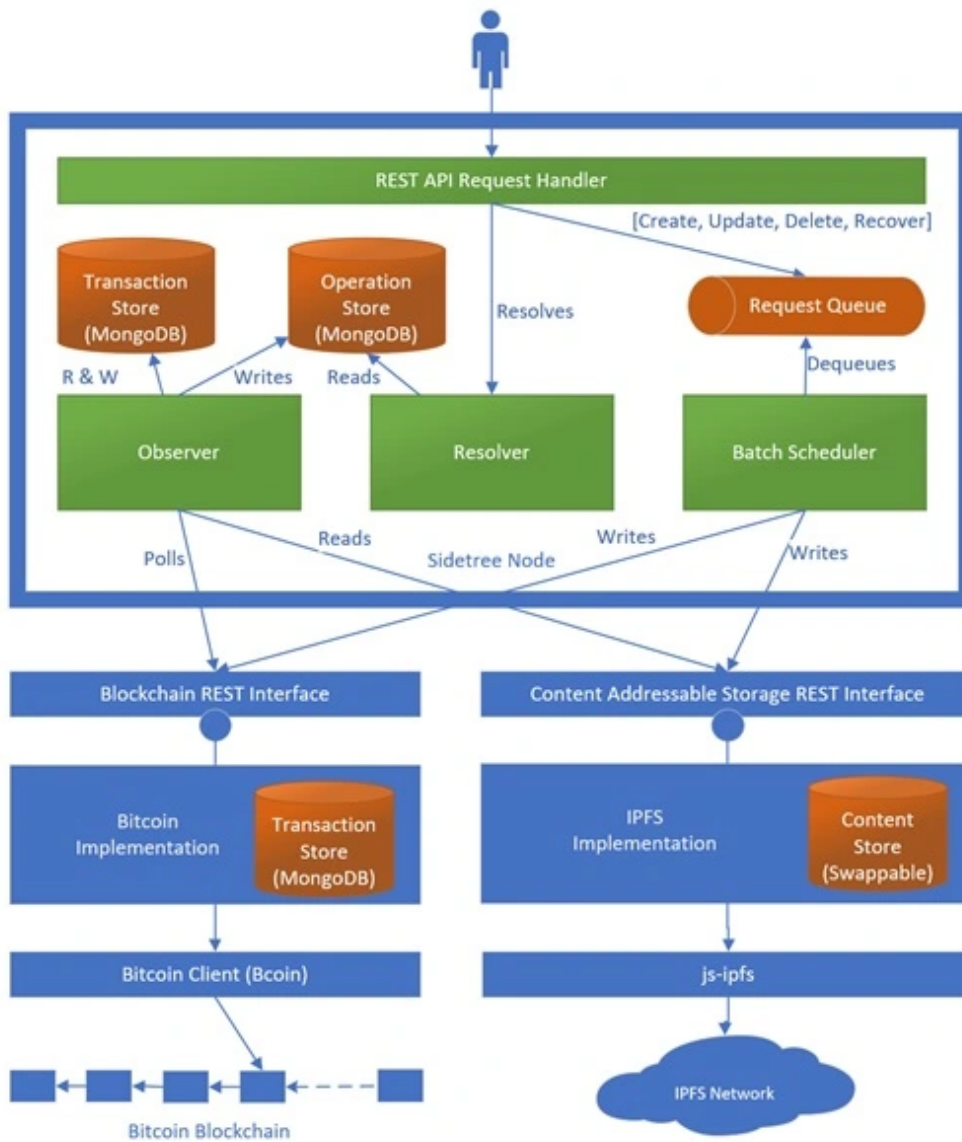 REST API Request Handler
[Create, Update, Delete, Recover]
Transaction
Store
(MongoDB)
Operation
Store
(MongoDB)
Resolves
Request Queue
R & W
Writes
Reads
Dequeues
Observer
Resolver
Batch Scheduler
Polls
Reads
Sidetree Node
Writes
Writes
Blockchain REST Interface
Content Addressable Storage REST Interface
Bitcoin
Implementation
Transaction
Store
(MongoDB)
IPFS
Implementation
Content
Store
(Swappable)
Bitcoin Client (Bcoin)
js-ipfs
IPFS Network
Bitcoin Blockchain